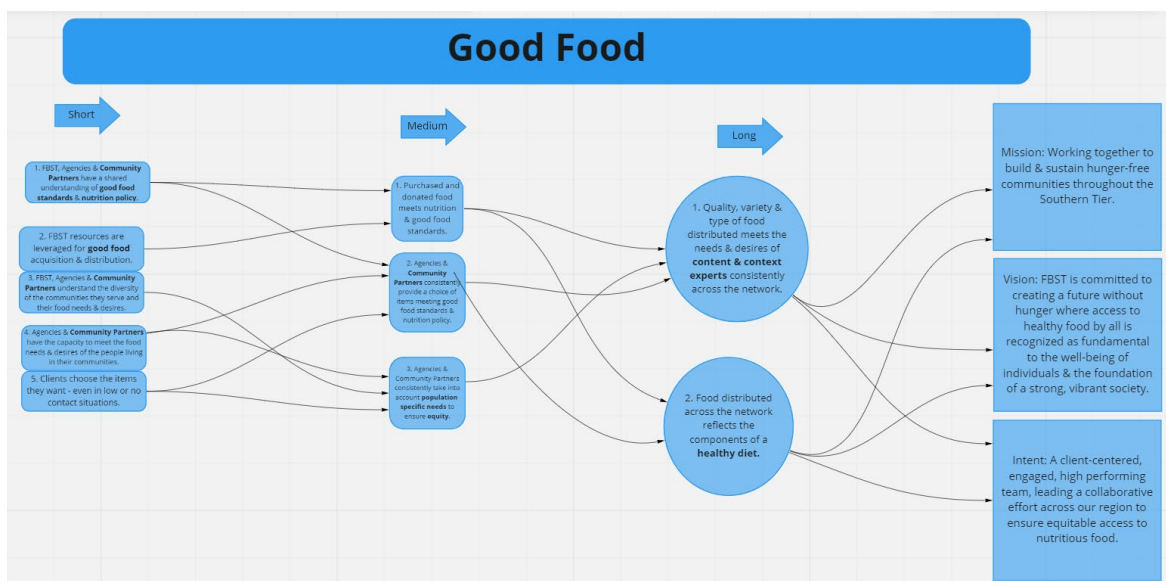 Good Food
Short
Medium
Long
1. FBST, Agencies & Community
Partners have a shared
understanding of good food
standards & nutrition policy.
2. FBST resources are
leveraged for good food
acquisition & distribution.
3. FBST, Agencies & Community
Partners understand the diversity
of the communities they serve and
their food needs & desires.
4. Agencies & Community Partners
have the capacity to meet the food
needs & desires of the people living
in their communities.
5. Clients choose the items
they want - even in low or no
contact situations.
1. Purchased and
donated food
meets nutrition
& good food
standards.
2. Agencies &
Community
Partners consistently
provide a choice of
items meeting good
food standards &
nutrition policy.
3. Agencies &
Community Partners
consistently take into
account population
specific needs to
ensure equity.
1. Quality, variety &
type of food
distributed meets the
needs & desires of
content & context
experts consistently
across the network.
2. Food distributed
across the network
reflects the
components of a
healthy diet.
Mission: Working together to
build & sustain hunger-free
communities throughout the
Southern Tier.
Vision: FBST is committed to
creating a future without
hunger where access to
healthy food by all is
recognized as fundamental
to the well-being of
individuals & the foundation
of a strong, vibrant society.
Intent: A client-centered,
engaged, high performing
team, leading a collaborative
effort across our region to
ensure equitable access to
nutritious food.